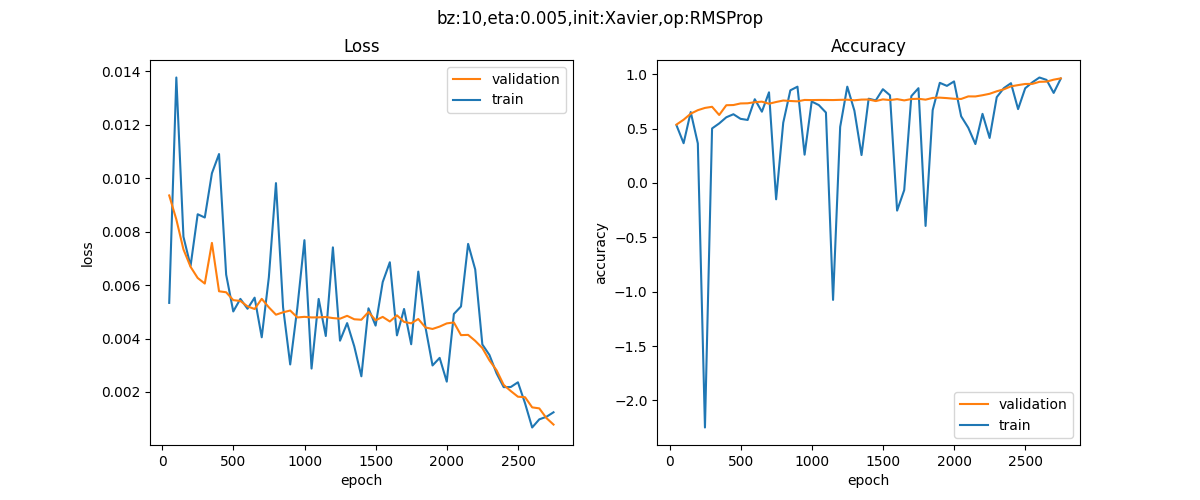 bz:10,eta:0.005,init:Xavier,op:RMSProp
Loss
0.014
0.012
0.010
0.008
0.006
0.004
0.002
loss
validation
train
0
500
1000
1500
2000
2500
epoch
Accuracy
1.0
0.5
0.0
−0.5
−1.0
−1.5
−2.0
accuracy
validation
train
0
500
1000
1500
2000
2500
epoch